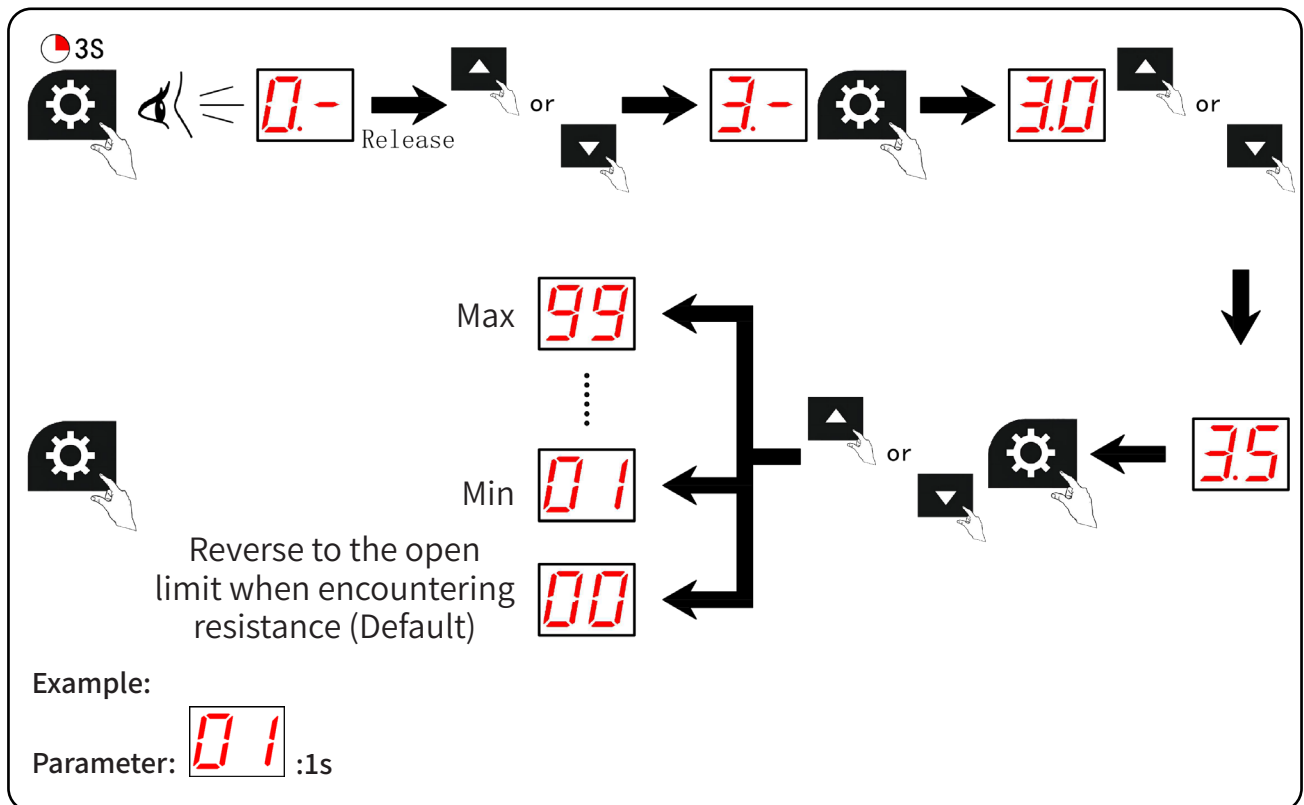 3S
0.-
Release
or
3.-
3.0
or
Max 99
3.5
or
Min 01
Reverse to the open
limit when encountering
resistance (Default)
00
Example:
Parameter: 01 :1s